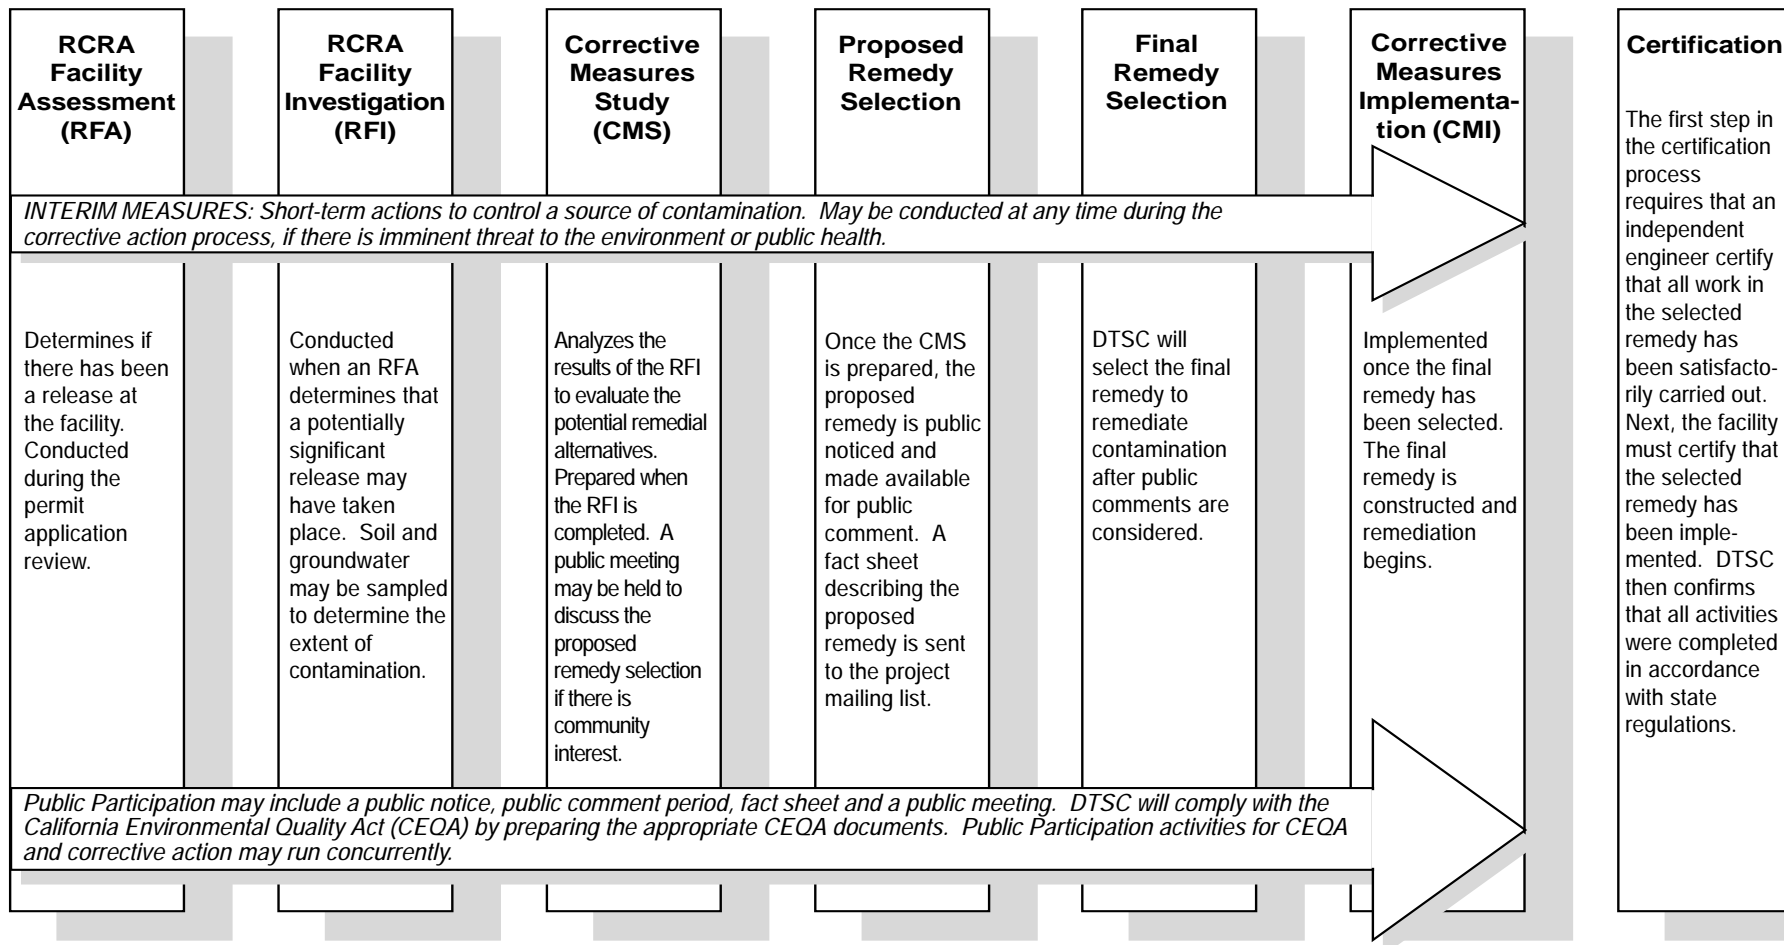 RCRA
Facility
Assessment
(RFA)
RCRA
Facility
Investigation
(RFI)
Corrective
Measures
Study
(CMS)
Proposed
Remedy
Selection
Final
Remedy
Selection
Corrective
Measures
Implementa-
tion (CMI)
Certification
INTERIM MEASURES: Short-term actions to control a source of contamination.  May be conducted at any time during the
corrective action process, if there is imminent threat to the environment or public health.
Determines if
there has been
a release at
the facility.
Conducted
during the
permit
application
review.
Conducted
when an RFA
determines that
a potentially
significant
release may
have taken
place.  Soil and
groundwater
may be sampled
to determine the
extent of
contamination.
Analyzes the
results of the RFI
to evaluate the
potential remedial
alternatives.
Prepared when
the RFI is
completed.  A
public meeting
may be held to
discuss the
proposed
remedy selection
if there is
community
interest.
Once the CMS
is prepared, the
proposed
remedy is public
noticed and
made available
for public
comment.  A
fact sheet
describing the
proposed
remedy is sent
to the project
mailing list.
DTSC will
select the final
remedy to
remediate
contamination
after public
comments are
considered.
Implemented
once the final
remedy has
been selected.
The final
remedy is
constructed and
remediation
begins.
The first step in
the certification
process
requires that an
independent
engineer certify
that all work in
the selected
remedy has
been satisfacto-
rily carried out.
Next, the facility
must certify that
the selected
remedy has
been imple-
mented.  DTSC
then confirms
that all activities
were completed
in accordance
with state
regulations.
Public Participation may include a public notice, public comment period, fact sheet and a public meeting.  DTSC will comply with the
California Environmental Quality Act (CEQA) by preparing the appropriate CEQA documents.  Public Participation activities for CEQA
and corrective action may run concurrently.